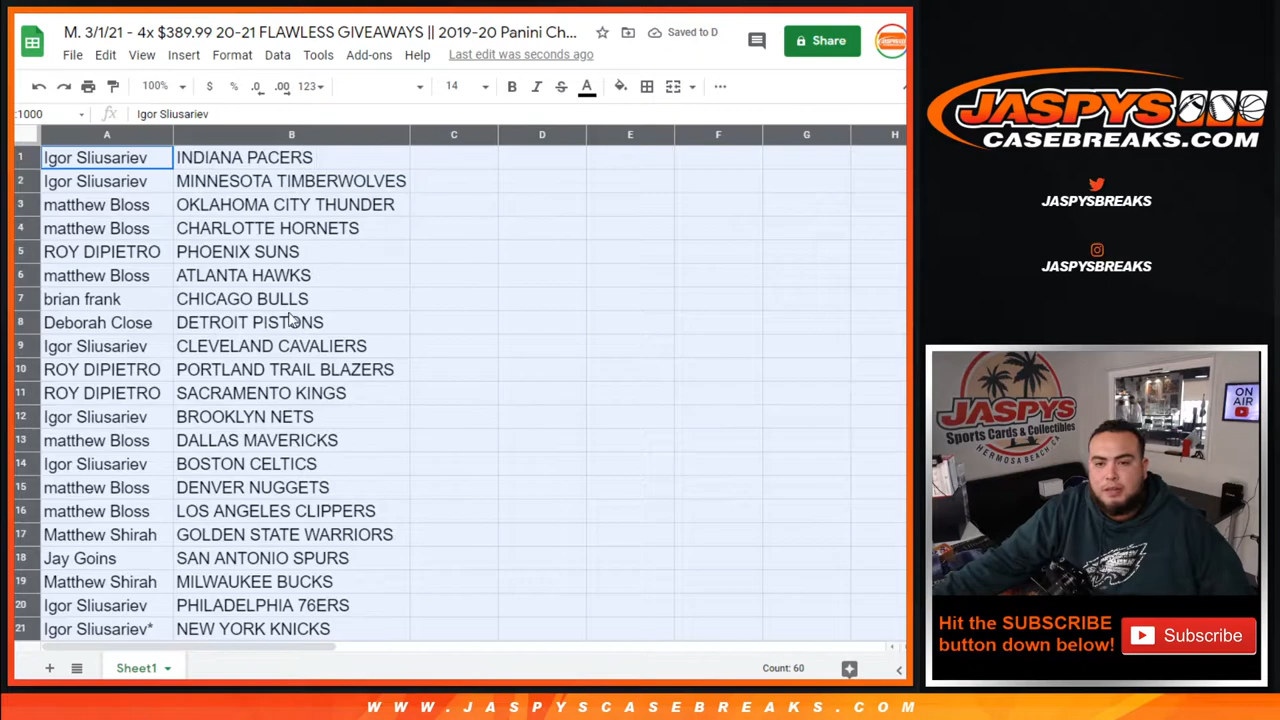 M. 3/1/21 - 4x $389.99 20-21 FLAWLESS GIVEAWAYS || 2019-20 Panini Ch...
Saved to D
Share
File Edit View Insert Format Data Tools Add-ons Help Last edit was seconds ago
100% $ % .0 .00 123 14 B I S A
:1000 fx Igor Sliusariev
A B C D E F G H
1 Igor Sliusariev INDIANA PACERS
2 Igor Sliusariev MINNESOTA TIMBERWOLVES
3 matthew Bloss OKLAHOMA CITY THUNDER
4 matthew Bloss CHARLOTTE HORNETS
5 ROY DIPIETRO PHOENIX SUNS
6 matthew Bloss ATLANTA HAWKS
7 brian frank CHICAGO BULLS
8 Deborah Close DETROIT PISTONS
9 Igor Sliusariev CLEVELAND CAVALIERS
10 ROY DIPIETRO PORTLAND TRAIL BLAZERS
11 ROY DIPIETRO SACRAMENTO KINGS
12 Igor Sliusariev BROOKLYN NETS
13 matthew Bloss DALLAS MAVERICKS
14 Igor Sliusariev BOSTON CELTICS
15 matthew Bloss DENVER NUGGETS
16 matthew Bloss LOS ANGELES CLIPPERS
17 Matthew Shirah GOLDEN STATE WARRIORS
18 Jay Goins SAN ANTONIO SPURS
19 Matthew Shirah MILWAUKEE BUCKS
20 Igor Sliusariev PHILADELPHIA 76ERS
21 Igor Sliusariev* NEW YORK KNICKS
Sheet1
Count: 60
JASPYS
CASEBREAKS.COM
JASPYSBREAKS
JASPYSBREAKS
JASPYS
Sports Cards & Collectibles
HERMOSA BEACH, CA
ON AIR
Hit the SUBSCRIBE
button down below!
Subscribe
WWW.JASPYSCASEBREAKS.COM